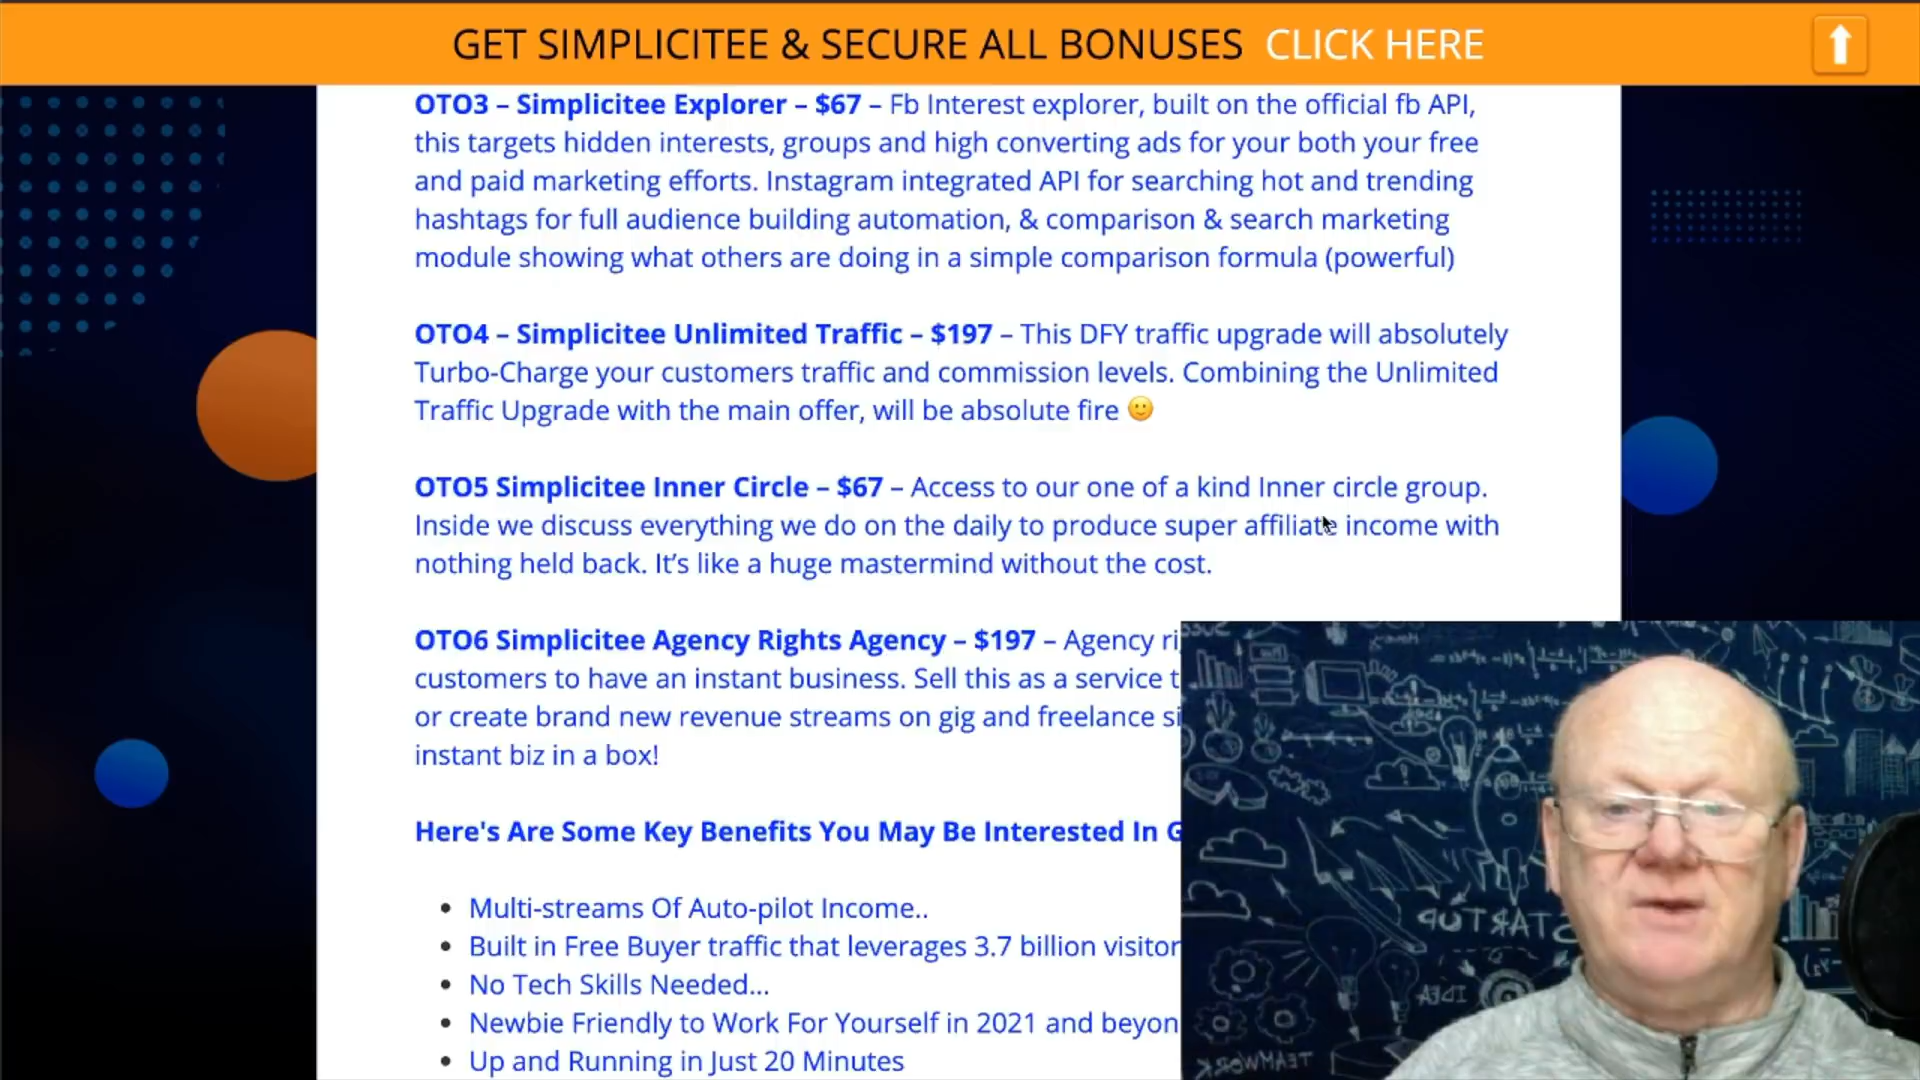 GET SIMPLICITEE & SECURE ALL BONUSES CLICK HERE
OTO3 – Simplicitee Explorer – $67 – Fb Interest explorer, built on the official fb API,
this targets hidden interests, groups and high converting ads for your both your free
and paid marketing efforts. Instagram integrated API for searching hot and trending
hashtags for full audience building automation, & comparison & search marketing
module showing what others are doing in a simple comparison formula (powerful)
OTO4 – Simplicitee Unlimited Traffic – $197 – This DFY traffic upgrade will absolutely
Turbo-Charge your customers traffic and commission levels. Combining the Unlimited
Traffic Upgrade with the main offer, will be absolute fire
OTO5 Simplicitee Inner Circle – $67 – Access to our one of a kind Inner circle group.
Inside we discuss everything we do on the daily to produce super affiliate income with
nothing held back. It’s like a huge mastermind without the cost.
OTO6 Simplicitee Agency Rights Agency – $197 – Agency ri
customers to have an instant business. Sell this as a service t
or create brand new revenue streams on gig and freelance si
instant biz in a box!
Here's Are Some Key Benefits You May Be Interested In G
Multi-streams Of Auto-pilot Income..
Built in Free Buyer traffic that leverages 3.7 billion visitor
No Tech Skills Needed...
Newbie Friendly to Work For Yourself in 2021 and beyon
Up and Running in Just 20 Minutes
START UP
IDEA
TEAMWORK